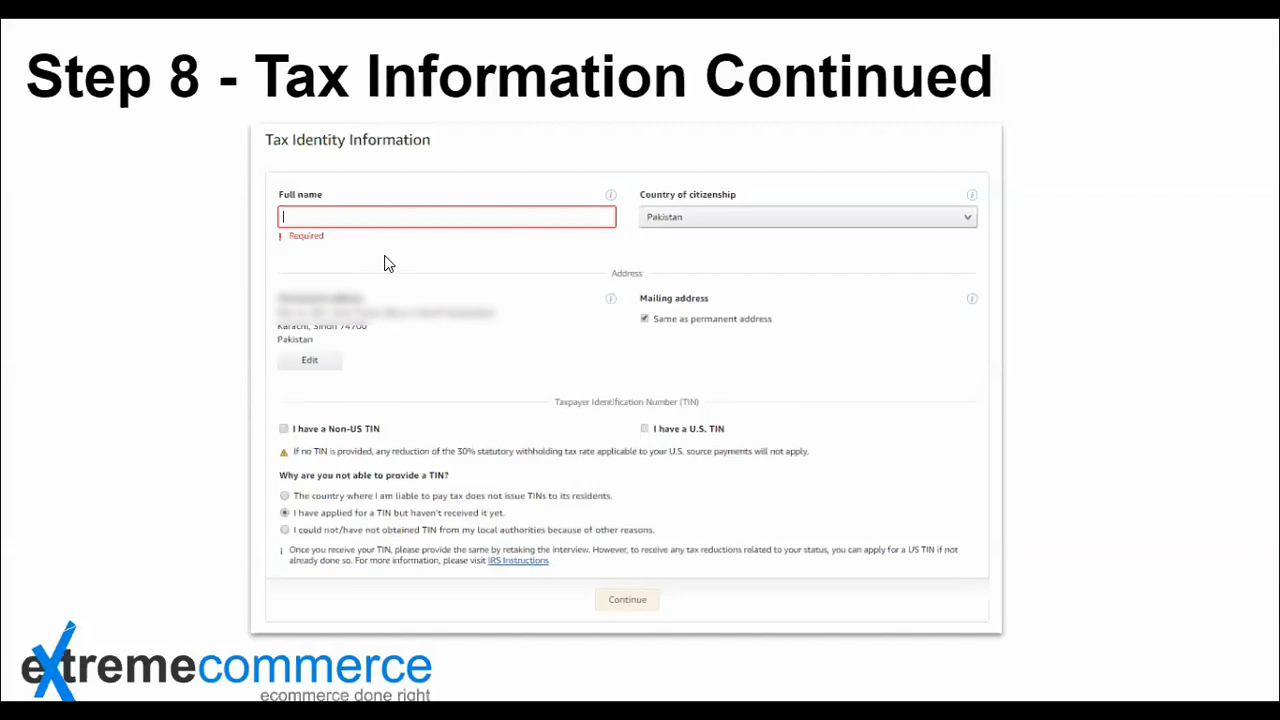 Step 8 - Tax Information Continued
Tax Identity Information
Full name
Country of citizenship
Pakistan
Required
Address
Mailing address
Same as permanent address
Karachi, Sindh 74700
Pakistan
Edit
Taxpayer Identification Number (TIN)
I have a Non-US TIN
I have a U.S. TIN
If no TIN is provided, any reduction of the 30% statutory withholding tax rate applicable to your U.S. source payments will not apply.
Why are you not able to provide a TIN?
The country where I am liable to pay tax does not issue TINs to its residents.
I have applied for a TIN but haven't received it yet.
I could not/have not obtained TIN from my local authorities because of other reasons.
Once you receive your TIN, please provide the same by retaking the interview. However, to receive any tax reductions related to your status, you can apply for a US TIN if not
already done so. For more information, please visit IRS Instructions
Continue
extremecommerce
ecommerce done right